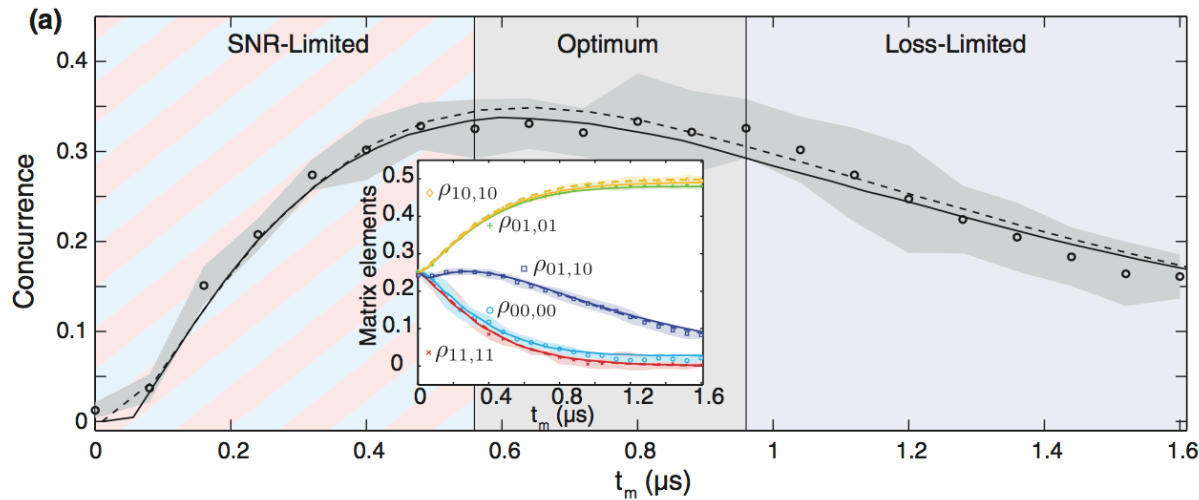 (a)
SNR-Limited Optimum Loss-Limited
Concurrence
0.4
0.3
0.2
0.1
0
0 0.2 0.4 0.6 0.8 1 1.2 1.4 1.6
t_m (μs)
Matrix elements
0.5
0.4
0.3
0.2
0.1
0
ρ10,10
ρ01,01
ρ01,10
ρ00,00
ρ11,11
0 0.4 0.8 1.2 1.6
t_m (μs)